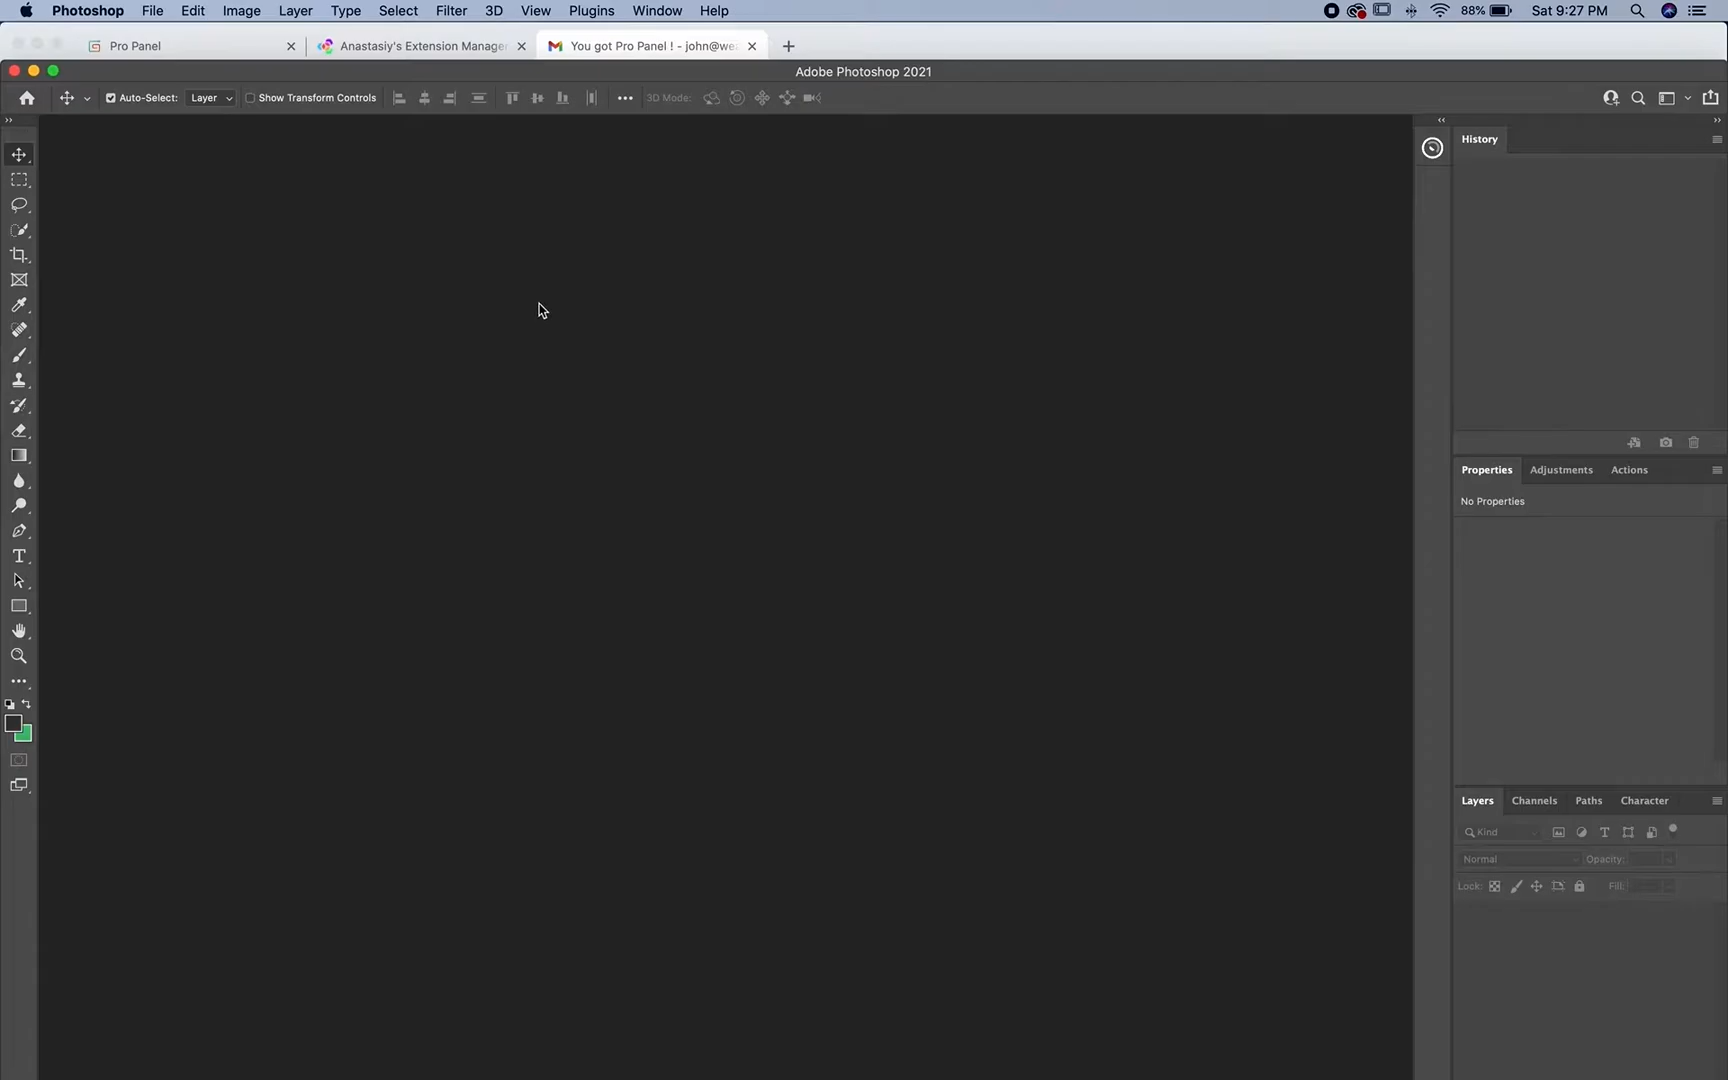 Photoshop File Edit Image Layer Type Select Filter 3D View Plugins Window Help 88% Sat 9:27 PM
Pro Panel Anastasiy's Extension Manage You got Pro Panel ! - john@we
Adobe Photoshop 2021
Auto-Select: Layer Show Transform Controls 3D Mode:
History
Properties Adjustments Actions
No Properties
Layers Channels Paths Character
Kind
Normal Opacity:
Lock: Fill: